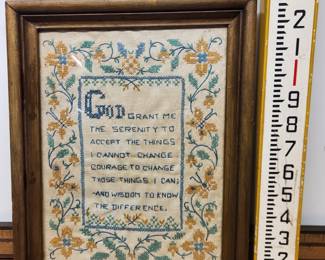 GOD GRANT ME
THE SERENITY TO
ACCEPT THE THINGS
I CANNOT CHANGE
COURAGE TO CHANGE
THOSE THINGS I CAN;
AND WISDOM TO KNOW
THE DIFFERENCE.
2
1
9
8
7
6
5
4
3
2